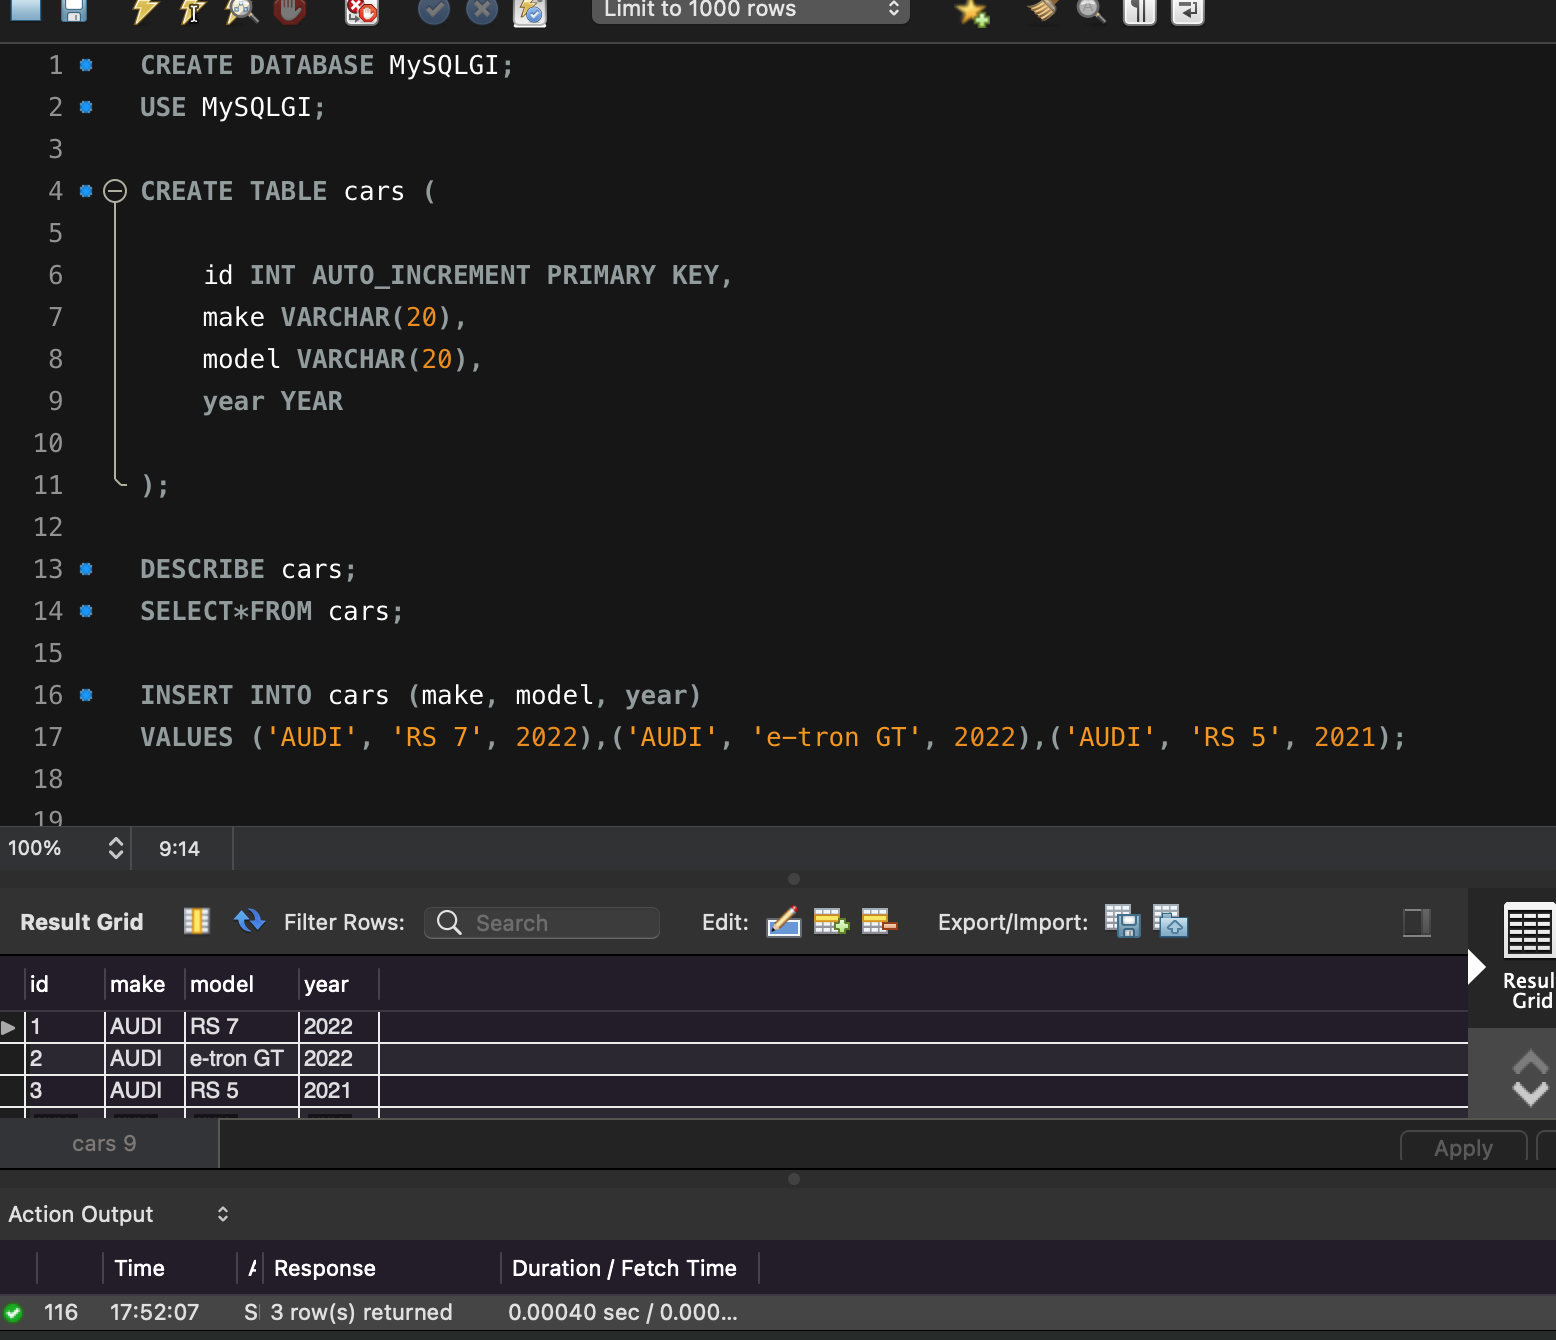 Limit to 1000 rows
1 CREATE DATABASE MySQLGI;
2 USE MySQLGI;
3
4 CREATE TABLE cars (
5
6 id INT AUTO_INCREMENT PRIMARY KEY,
7 make VARCHAR(20),
8 model VARCHAR(20),
9 year YEAR
10
11 );
12
13 DESCRIBE cars;
14 SELECT*FROM cars;
15
16 INSERT INTO cars (make, model, year)
17 VALUES ('AUDI', 'RS 7', 2022),('AUDI', 'e-tron GT', 2022),('AUDI', 'RS 5', 2021);
18
19
100% 9:14
Result Grid Filter Rows: Search Edit: Export/Import:
Resul
Grid
id make model year
1 AUDI RS 7 2022
2 AUDI e-tron GT 2022
3 AUDI RS 5 2021
cars 9 Apply
Action Output
Time A Response Duration / Fetch Time
116 17:52:07 S 3 row(s) returned 0.00040 sec / 0.000...